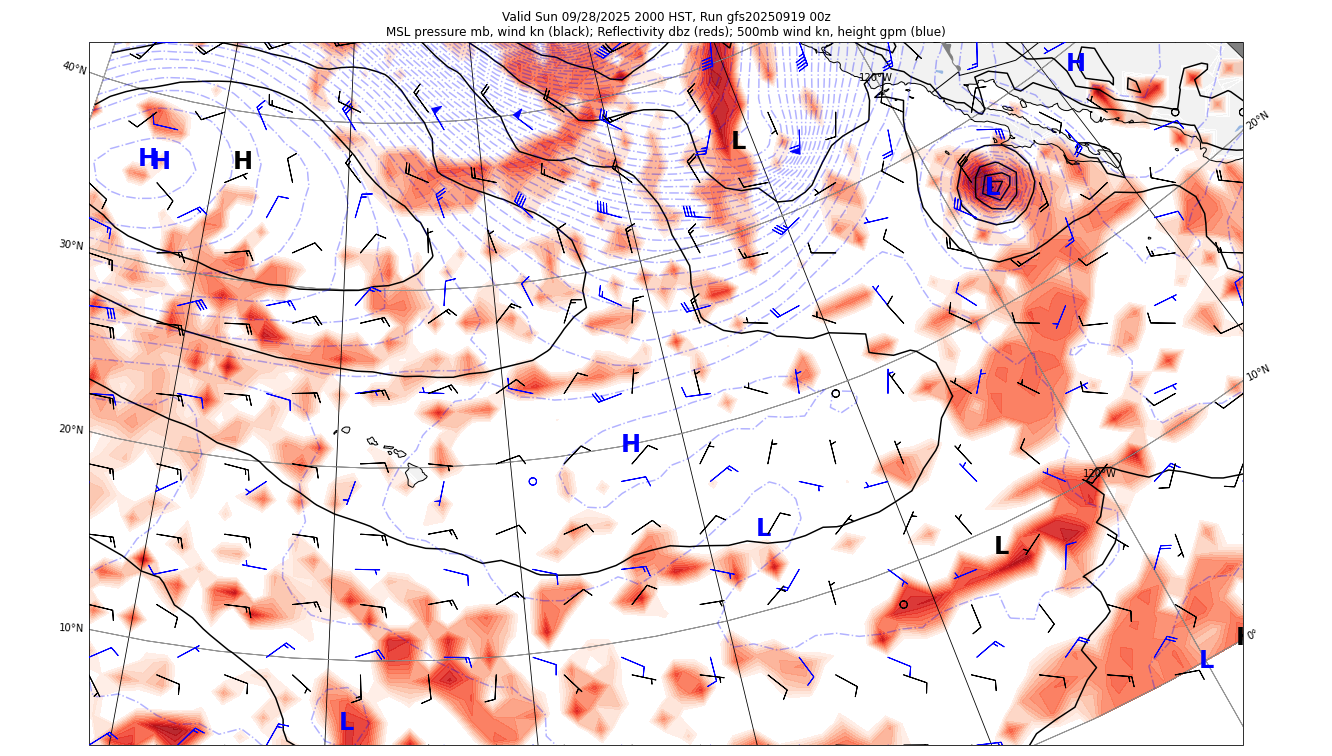 Valid Sun 09/28/2025 2000 HST, Run gfs20250919 00z
MSL pressure mb, wind kn (black); Reflectivity dbz (reds); 500mb wind kn, height gpm (blue)
40°N
120°W
H
20°N
L
H
H
H
L
30°N
10°N
20°N
H
120°W
L
L
10°N
0°
L
L